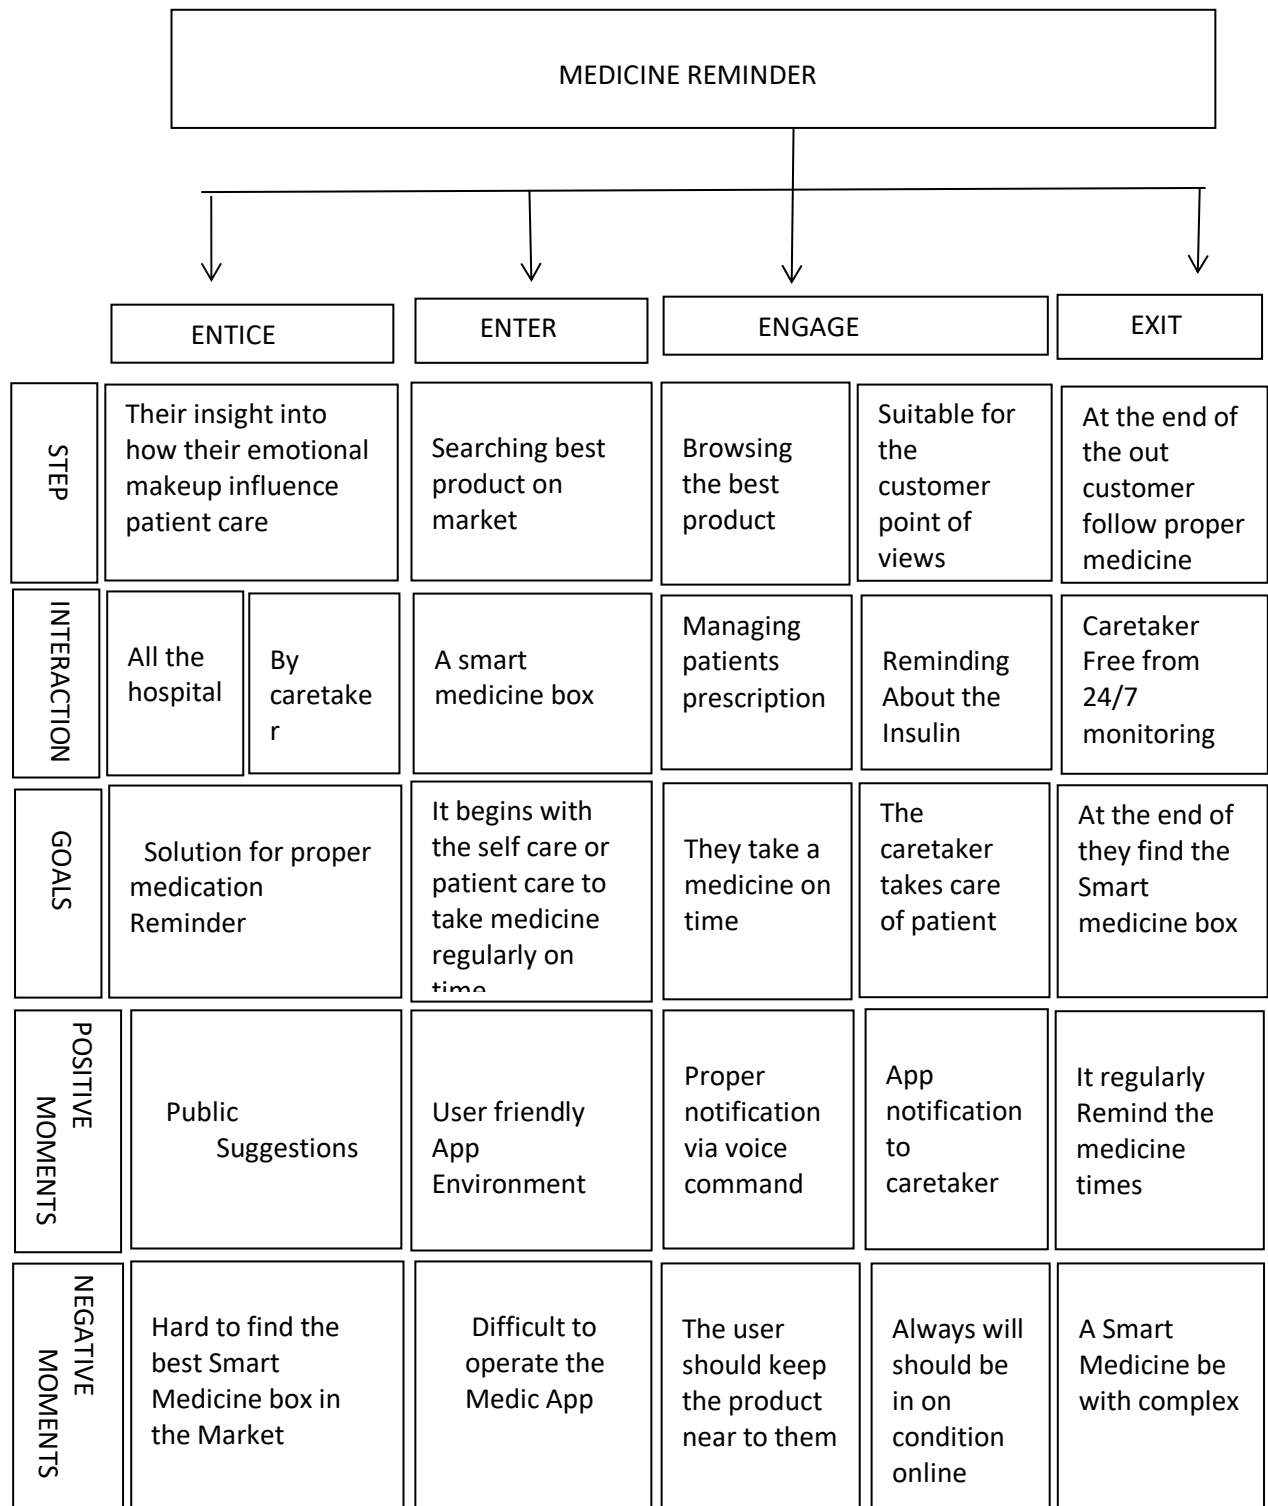 MEDICINE REMINDER
ENTICE
ENTER
ENGAGE
EXIT
STEP
Their insight into
how their emotional
makeup influence
patient care
Searching best
product on
market
Browsing
the best
product
Suitable for
the
customer
point of
views
At the end of
the out
customer
follow proper
medicine
INTERACTION
All the
hospital
By
caretake
r
A smart
medicine box
Managing
patients
prescription
Reminding
About the
Insulin
Caretaker
Free from
24/7
monitoring
GOALS
Solution for proper
medication
Reminder
It begins with
the self care or
patient care to
take medicine
regularly on
time
They take a
medicine on
time
The
caretaker
takes care
of patient
At the end of
they find the
Smart
medicine box
POSITIVE
MOMENTS
Public
Suggestions
User friendly
App
Environment
Proper
notification
via voice
command
App
notification
to
caretaker
It regularly
Remind the
medicine
times
NEGATIVE
MOMENTS
Hard to find the
best Smart
Medicine box in
the Market
Difficult to
operate the
Medic App
The user
should keep
the product
near to them
Always will
should be
in on
condition
online
A Smart
Medicine be
with complex